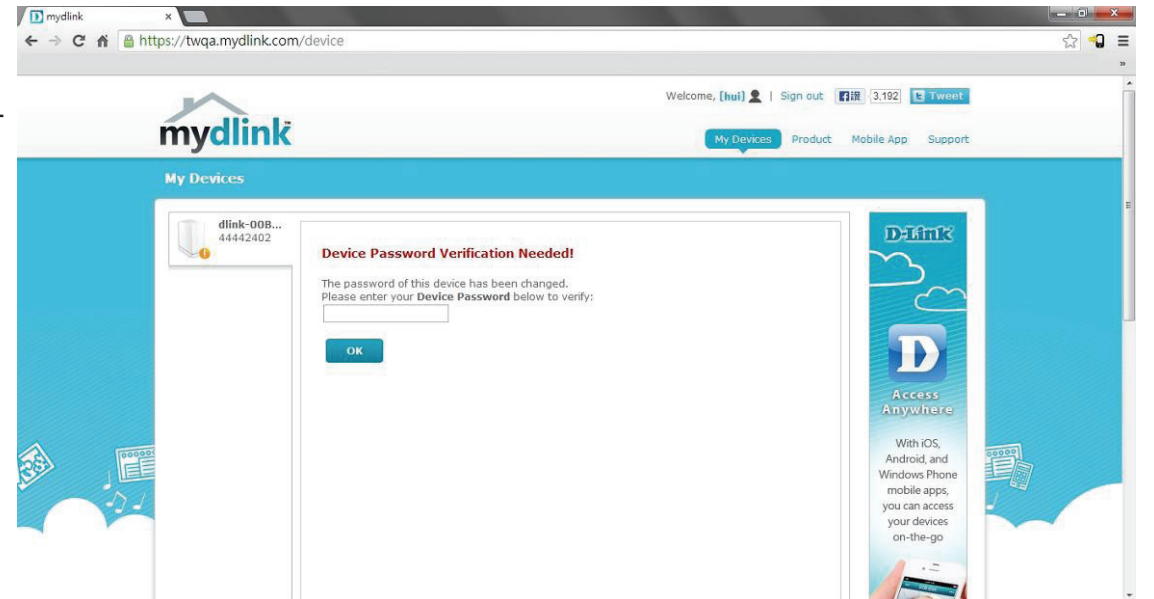 mydlink
https://twqa.mydlink.com/device
Welcome, [hui] | Sign out 讚 3,192 Tweet
mydlink
My Devices Product Mobile App Support
My Devices
dlink-00B...
44442402
Device Password Verification Needed!
The password of this device has been changed.
Please enter your Device Password below to verify:
OK
D-Link
D
Access
Anywhere
With iOS,
Android, and
Windows Phone
mobile apps,
you can access
your devices
on-the-go